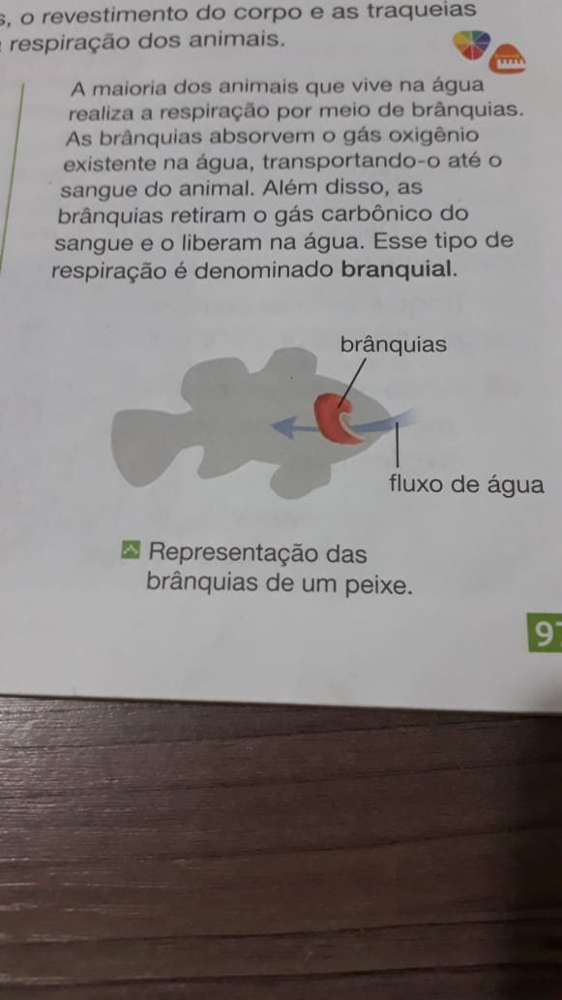 , o revestimento do corpo e as traqueias
respiração dos animais.
A maioria dos animais que vive na água
realiza a respiração por meio de brânquias.
As brânquias absorvem o gás oxigênio
existente na água, transportando-o até o
sangue do animal. Além disso, as
brânquias retiram o gás carbônico do
sangue e o liberam na água. Esse tipo de
respiração é denominado branquial.
brânquias
fluxo de água
Representação das
brânquias de um peixe.